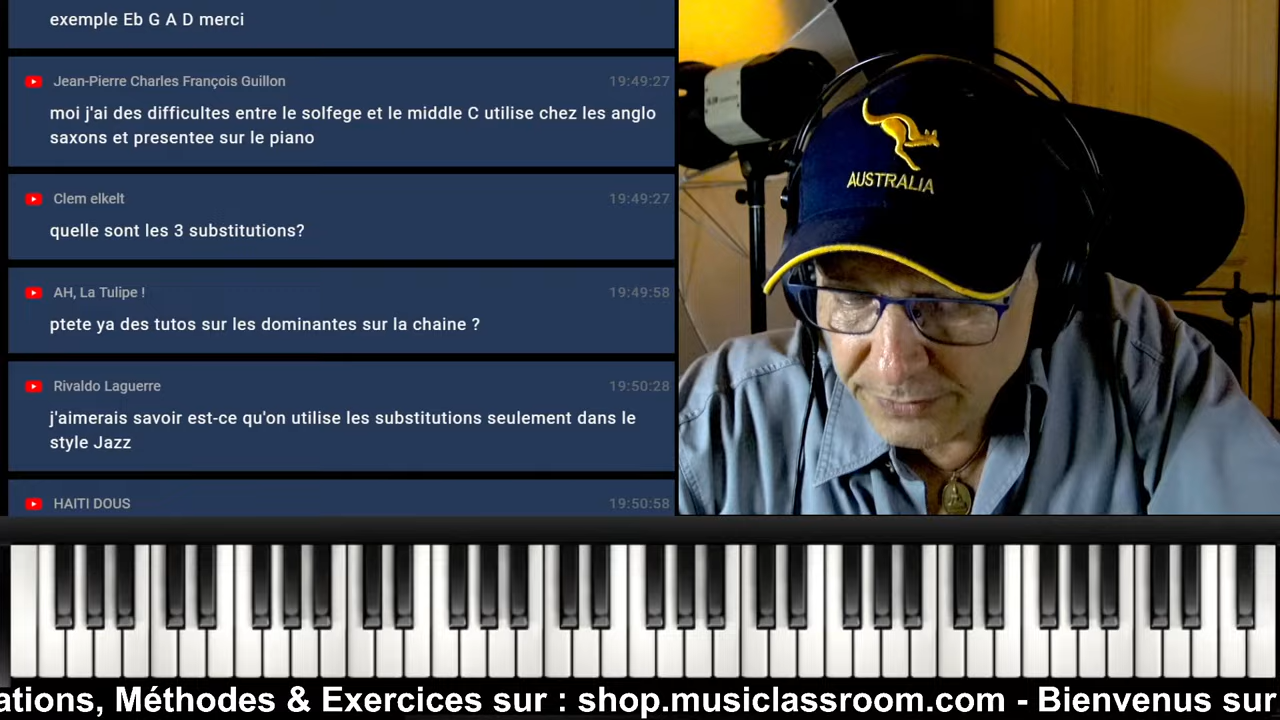 exemple Eb G A D merci
Jean-Pierre Charles François Guillon 19:49:27
moi j'ai des difficultes entre le solfege et le middle C utilise chez les anglo
saxons et presentee sur le piano
Clem elkelt 19:49:27
quelle sont les 3 substitutions?
AH, La Tulipe ! 19:49:58
ptete ya des tutos sur les dominantes sur la chaine ?
Rivaldo Laguerre 19:50:28
j'aimerais savoir est-ce qu'on utilise les substitutions seulement dans le
style Jazz
HAITI DOUS 19:50:58
AUSTRALIA
ations, Méthodes & Exercices sur : shop.musiclassroom.com - Bienvenus sur